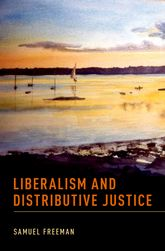 LIBERALISM AND
DISTRIBUTIVE JUSTICE
SAMUEL FREEMAN